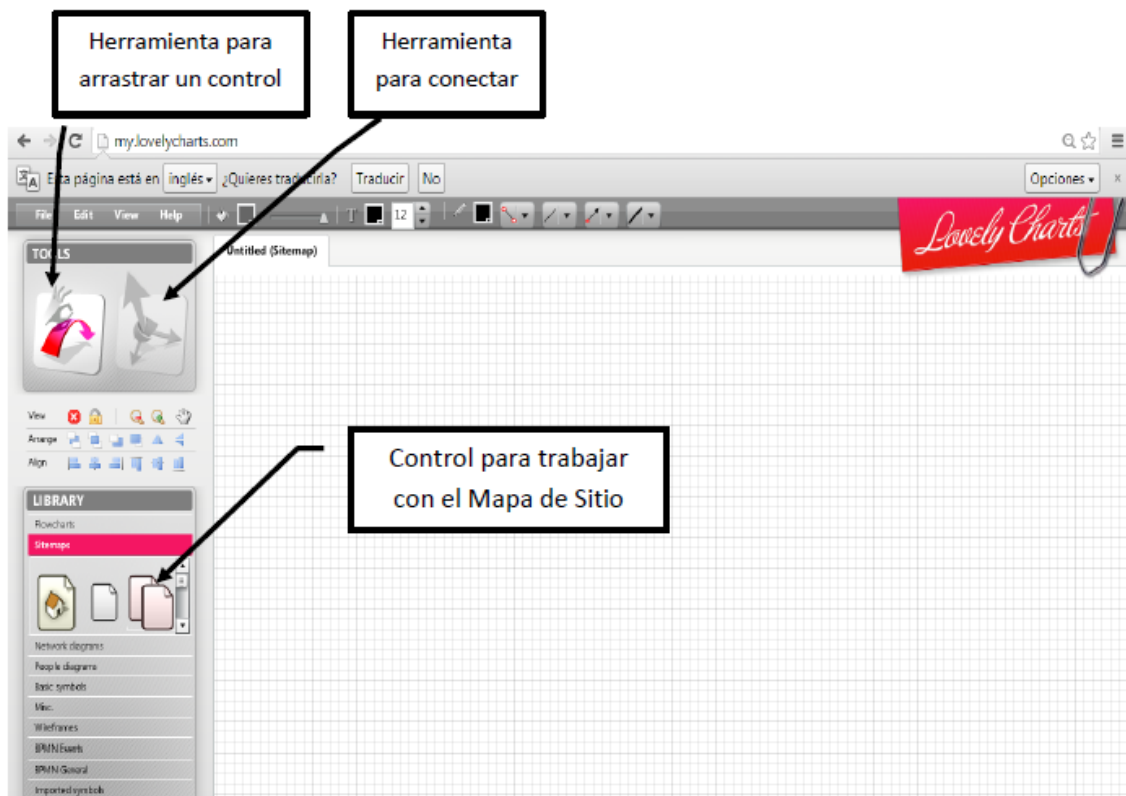 Herramienta para
arrastrar un control
Herramienta
para conectar
my.lovelycharts.com
Esta página está en inglés ¿Quieres traducirla? Traducir No Opciones
File Edit View Help T 12
Lovely Charts
TOOLS
Untitled (Sitemap)
View
Arrange
Align
Control para trabajar
con el Mapa de Sitio
LIBRARY
Flowcharts
Sitemaps
Network diagrams
People diagrams
Basic symbols
Misc.
Wireframes
BPMN Events
BPMN General
Imported symbols